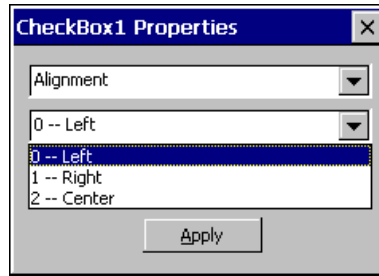 CheckBox1 Properties
Alignment
0 -- Left
0 -- Left
1 -- Right
2 -- Center
Apply